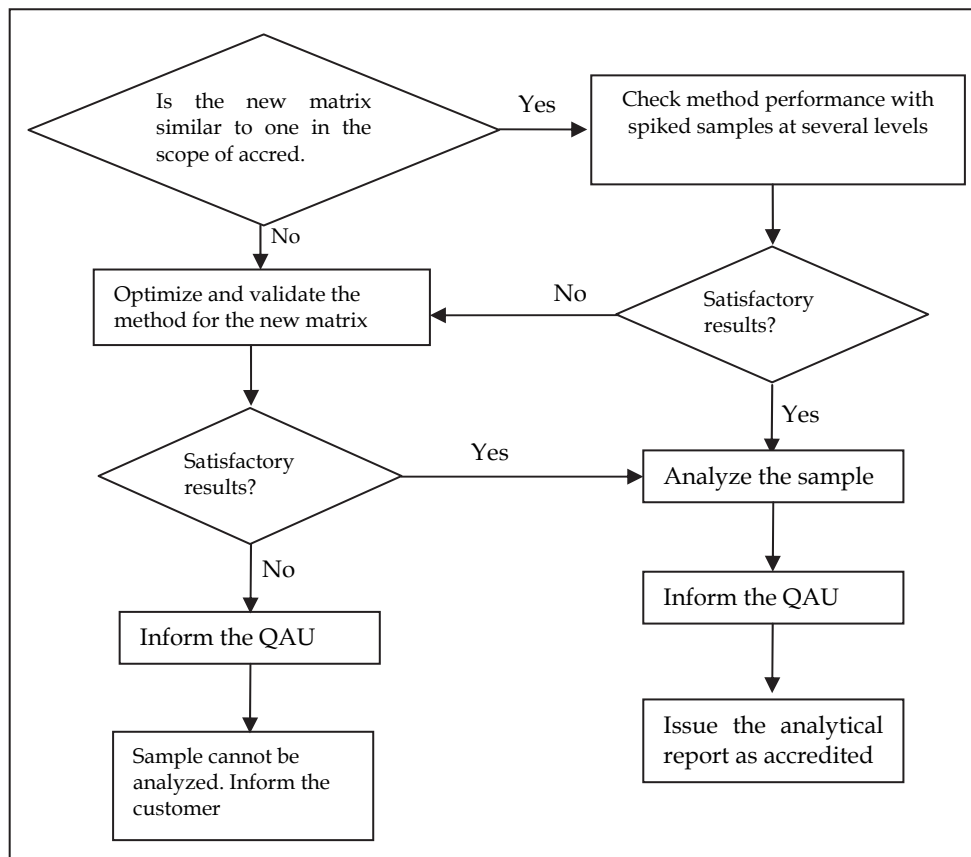 Is the new matrix
similar to one in the
scope of accred.
Yes
Check method performance with
spiked samples at several levels
No
Optimize and validate the
method for the new matrix
No
Satisfactory
results?
Yes
Satisfactory
results?
Yes
Analyze the sample
No
Inform the QAU
Inform the QAU
Sample cannot be
analyzed. Inform the
customer
Issue the analytical
report as accredited